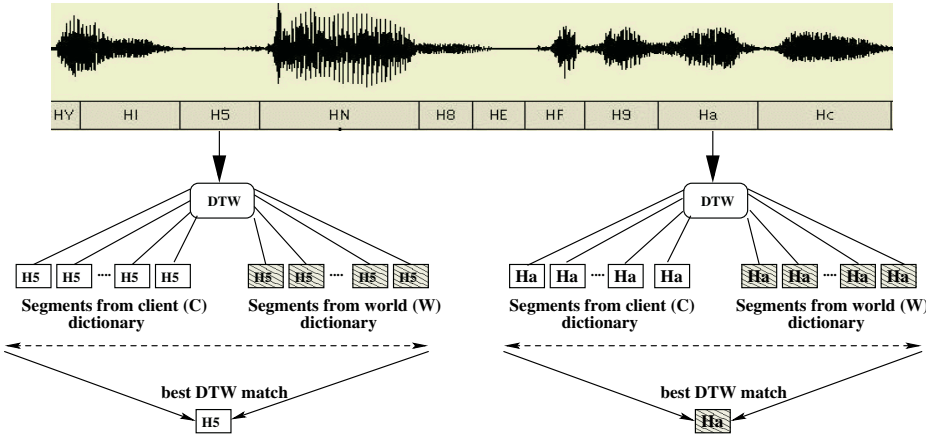 HY HI H5 HN H8 HE HF H9 Ha Hc
DTW DTW
H5 H5 .... H5 H5 H5 H5 .... H5 H5 Ha Ha .... Ha Ha Ha Ha .... Ha Ha
Segments from client (C) Segments from world (W) Segments from client (C) Segments from world (W)
dictionary dictionary dictionary dictionary
best DTW match best DTW match
H5 Ha